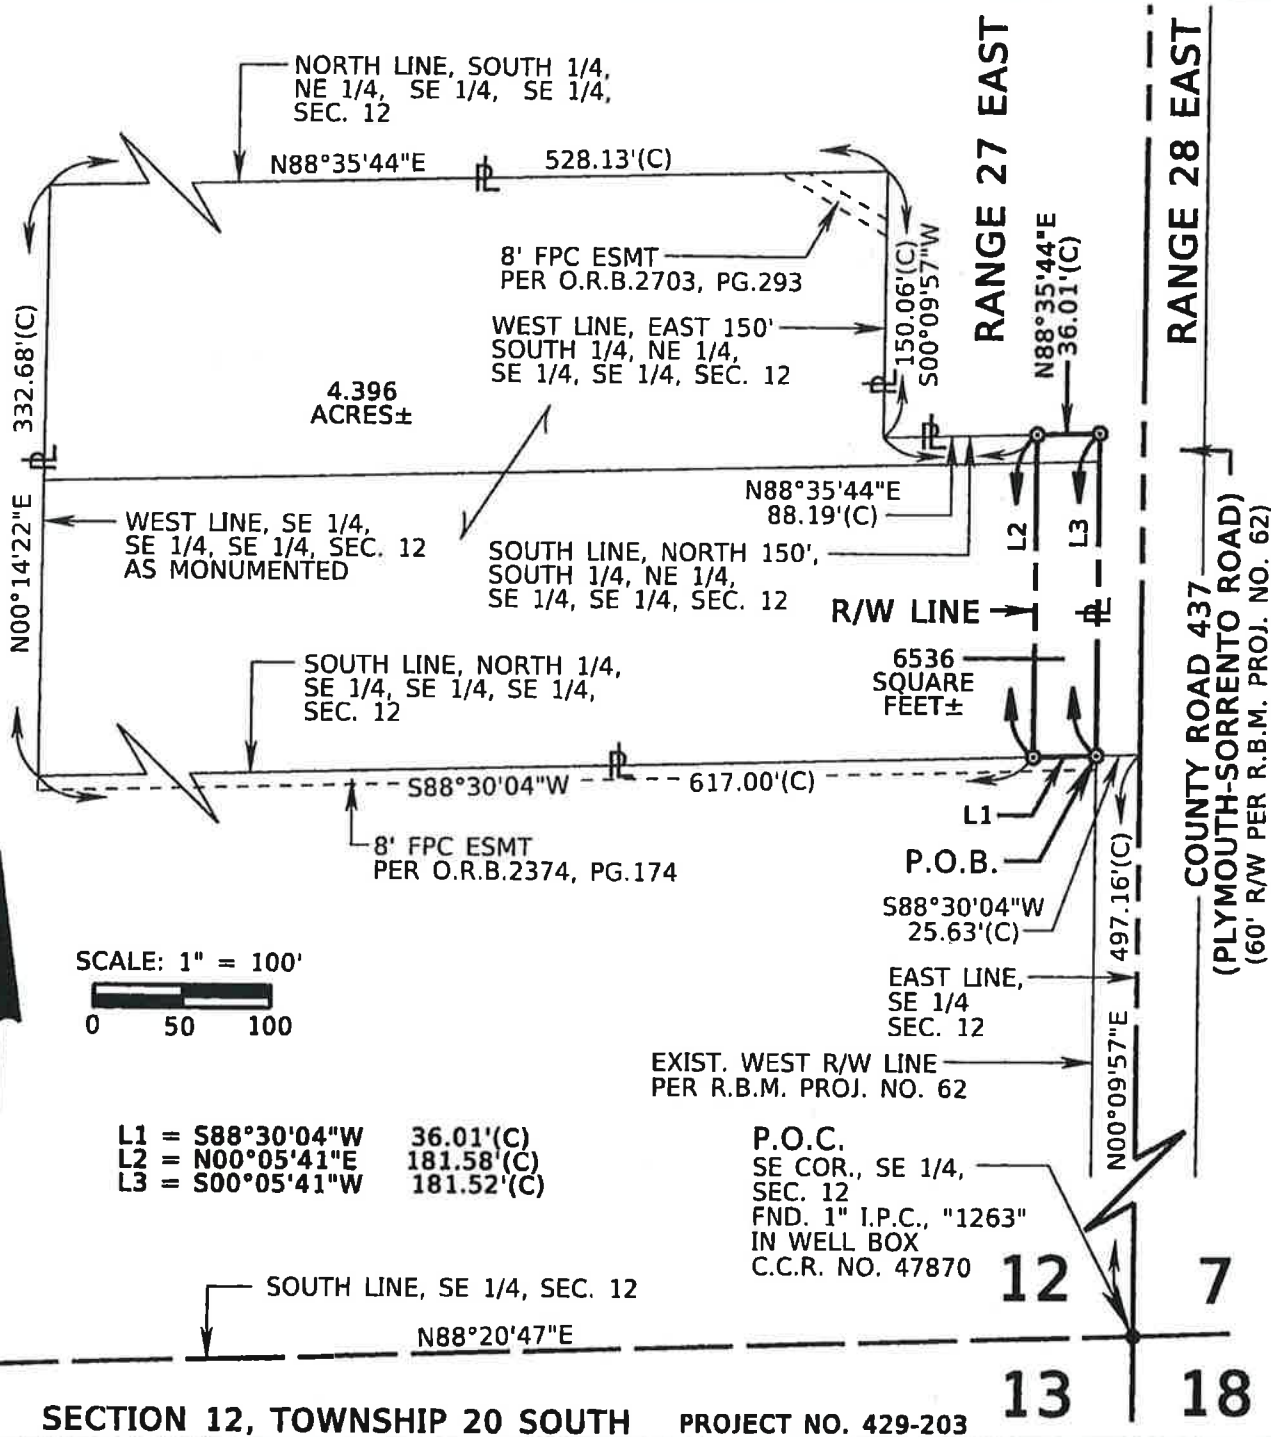 NORTH LINE, SOUTH 1/4,
NE 1/4, SE 1/4, SE 1/4,
SEC. 12
N88°35'44"E
528.13'(C)
RANGE 27 EAST
RANGE 28 EAST
8' FPC ESMT
PER O.R.B.2703, PG.293
150.06'(C)
S00°09'57"W
N88°35'44"E
36.01'(C)
WEST LINE, EAST 150'
SOUTH 1/4, NE 1/4,
SE 1/4, SE 1/4, SEC. 12
332.68'(C)
N00°14'22"E
4.396
ACRES±
N88°35'44"E
88.19'(C)
WEST LINE, SE 1/4,
SE 1/4, SE 1/4, SEC. 12
AS MONUMENTED
SOUTH LINE, NORTH 150',
SOUTH 1/4, NE 1/4,
SE 1/4, SE 1/4, SEC. 12
L2
L3
R/W LINE
6536
SQUARE
FEET±
SOUTH LINE, NORTH 1/4,
SE 1/4, SE 1/4, SE 1/4,
SEC. 12
S88°30'04"W
617.00'(C)
8' FPC ESMT
PER O.R.B.2374, PG.174
L1
P.O.B.
S88°30'04"W
25.63'(C)
497.16'(C)
N00°09'57"E
COUNTY ROAD 437
(PLYMOUTH-SORRENTO ROAD)
(60' R/W PER R.B.M. PROJ. NO. 62)
SCALE: 1" = 100'
0 50 100
EAST LINE,
SE 1/4
SEC. 12
EXIST. WEST R/W LINE
PER R.B.M. PROJ. NO. 62
L1 = S88°30'04"W 36.01'(C)
L2 = N00°05'41"E 181.58'(C)
L3 = S00°05'41"W 181.52'(C)
P.O.C.
SE COR., SE 1/4,
SEC. 12
FND. 1" I.P.C., "1263"
IN WELL BOX
C.C.R. NO. 47870
12
7
SOUTH LINE, SE 1/4, SEC. 12
N88°20'47"E
13
18
SECTION 12, TOWNSHIP 20 SOUTH PROJECT NO. 429-203